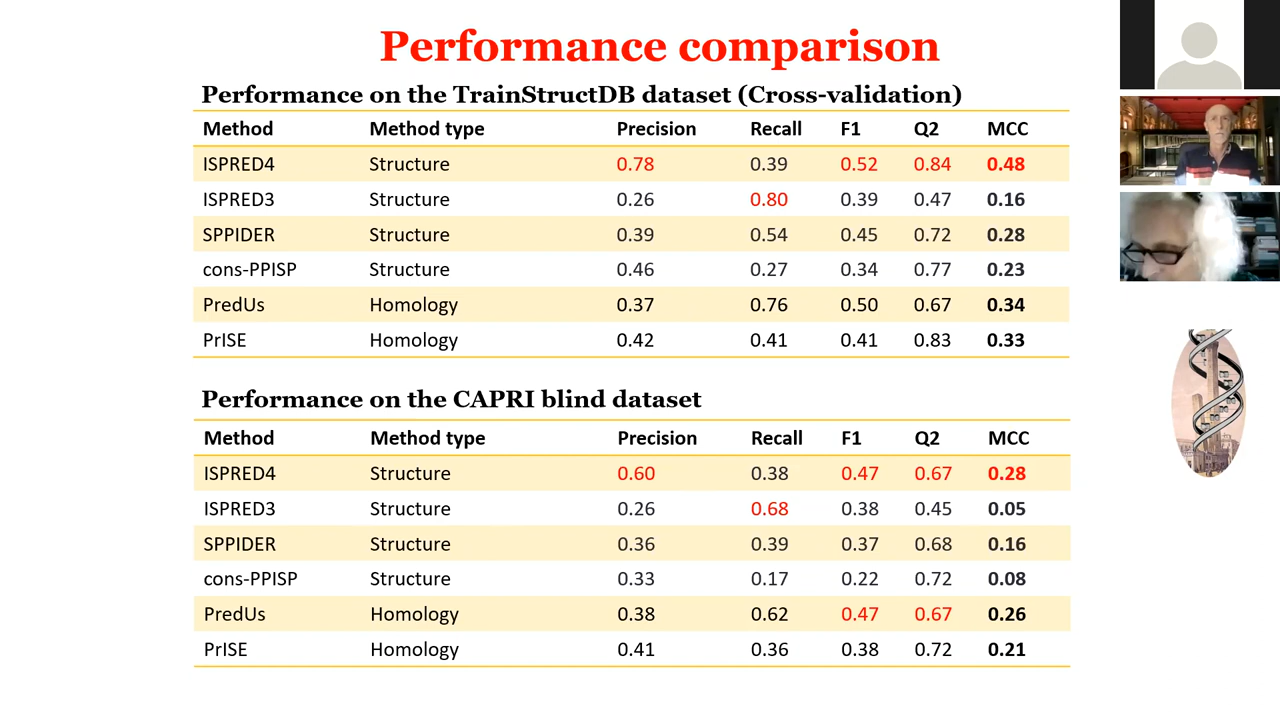 Performance comparison
Performance on the TrainStructDB dataset (Cross-validation)
Method Method type Precision Recall F1 Q2 MCC
ISPRED4 Structure 0.78 0.39 0.52 0.84 0.48
ISPRED3 Structure 0.26 0.80 0.39 0.47 0.16
SPPIDER Structure 0.39 0.54 0.45 0.72 0.28
cons-PPISP Structure 0.46 0.27 0.34 0.77 0.23
PredUs Homology 0.37 0.76 0.50 0.67 0.34
PrISE Homology 0.42 0.41 0.41 0.83 0.33
Performance on the CAPRI blind dataset
Method Method type Precision Recall F1 Q2 MCC
ISPRED4 Structure 0.60 0.38 0.47 0.67 0.28
ISPRED3 Structure 0.26 0.68 0.38 0.45 0.05
SPPIDER Structure 0.36 0.39 0.37 0.68 0.16
cons-PPISP Structure 0.33 0.17 0.22 0.72 0.08
PredUs Homology 0.38 0.62 0.47 0.67 0.26
PrISE Homology 0.41 0.36 0.38 0.72 0.21